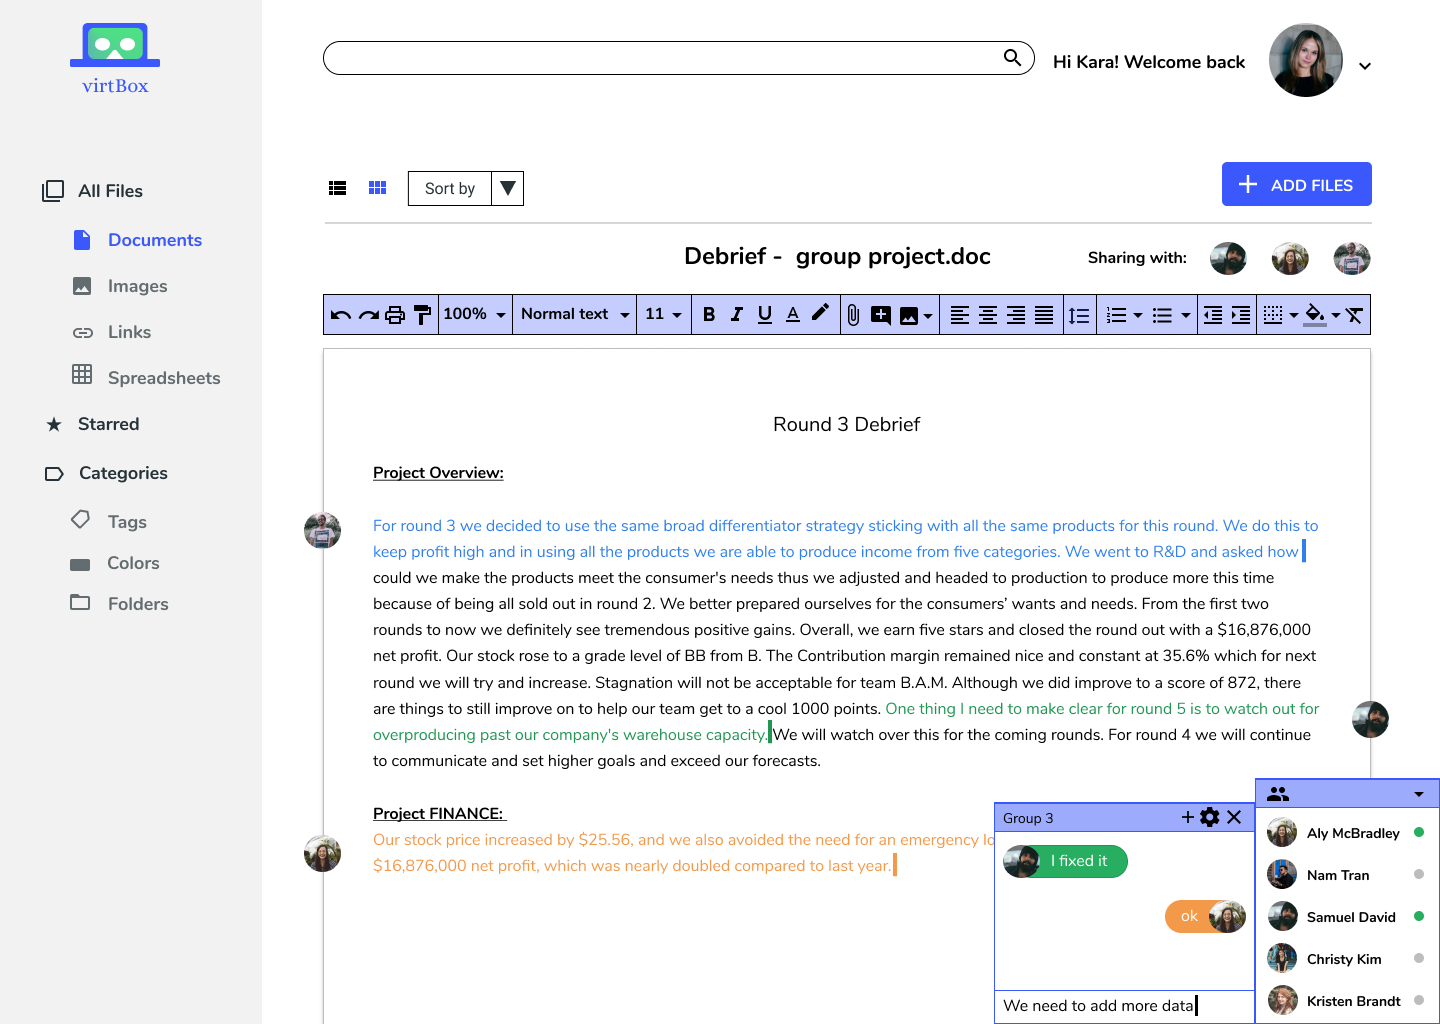 virtBox
Hi Kara! Welcome back
All Files
Documents
Images
Links
Spreadsheets
Starred
Categories
Tags
Colors
Folders
Sort by
ADD FILES
Debrief -  group project.doc
Sharing with:
100%
Normal text
11
B I U A
Round 3 Debrief
Project Overview:
For round 3 we decided to use the same broad differentiator strategy sticking with all the same products for this round. We do this to
keep profit high and in using all the products we are able to produce income from five categories. We went to R&D and asked how
could we make the products meet the consumer's needs thus we adjusted and headed to production to produce more this time
because of being all sold out in round 2. We better prepared ourselves for the consumers’ wants and needs. From the first two
rounds to now we definitely see tremendous positive gains. Overall, we earn five stars and closed the round out with a $16,876,000
net profit. Our stock rose to a grade level of BB from B. The Contribution margin remained nice and constant at 35.6% which for next
round we will try and increase. Stagnation will not be acceptable for team B.A.M. Although we did improve to a score of 872, there
are things to still improve on to help our team get to a cool 1000 points. One thing I need to make clear for round 5 is to watch out for
overproducing past our company's warehouse capacity. We will watch over this for the coming rounds. For round 4 we will continue
to communicate and set higher goals and exceed our forecasts.
Project FINANCE:
Our stock price increased by $25.56, and we also avoided the need for an emergency lo
$16,876,000 net profit, which was nearly doubled compared to last year.
Group 3
I fixed it
ok
We need to add more data
Aly McBradley
Nam Tran
Samuel David
Christy Kim
Kristen Brandt